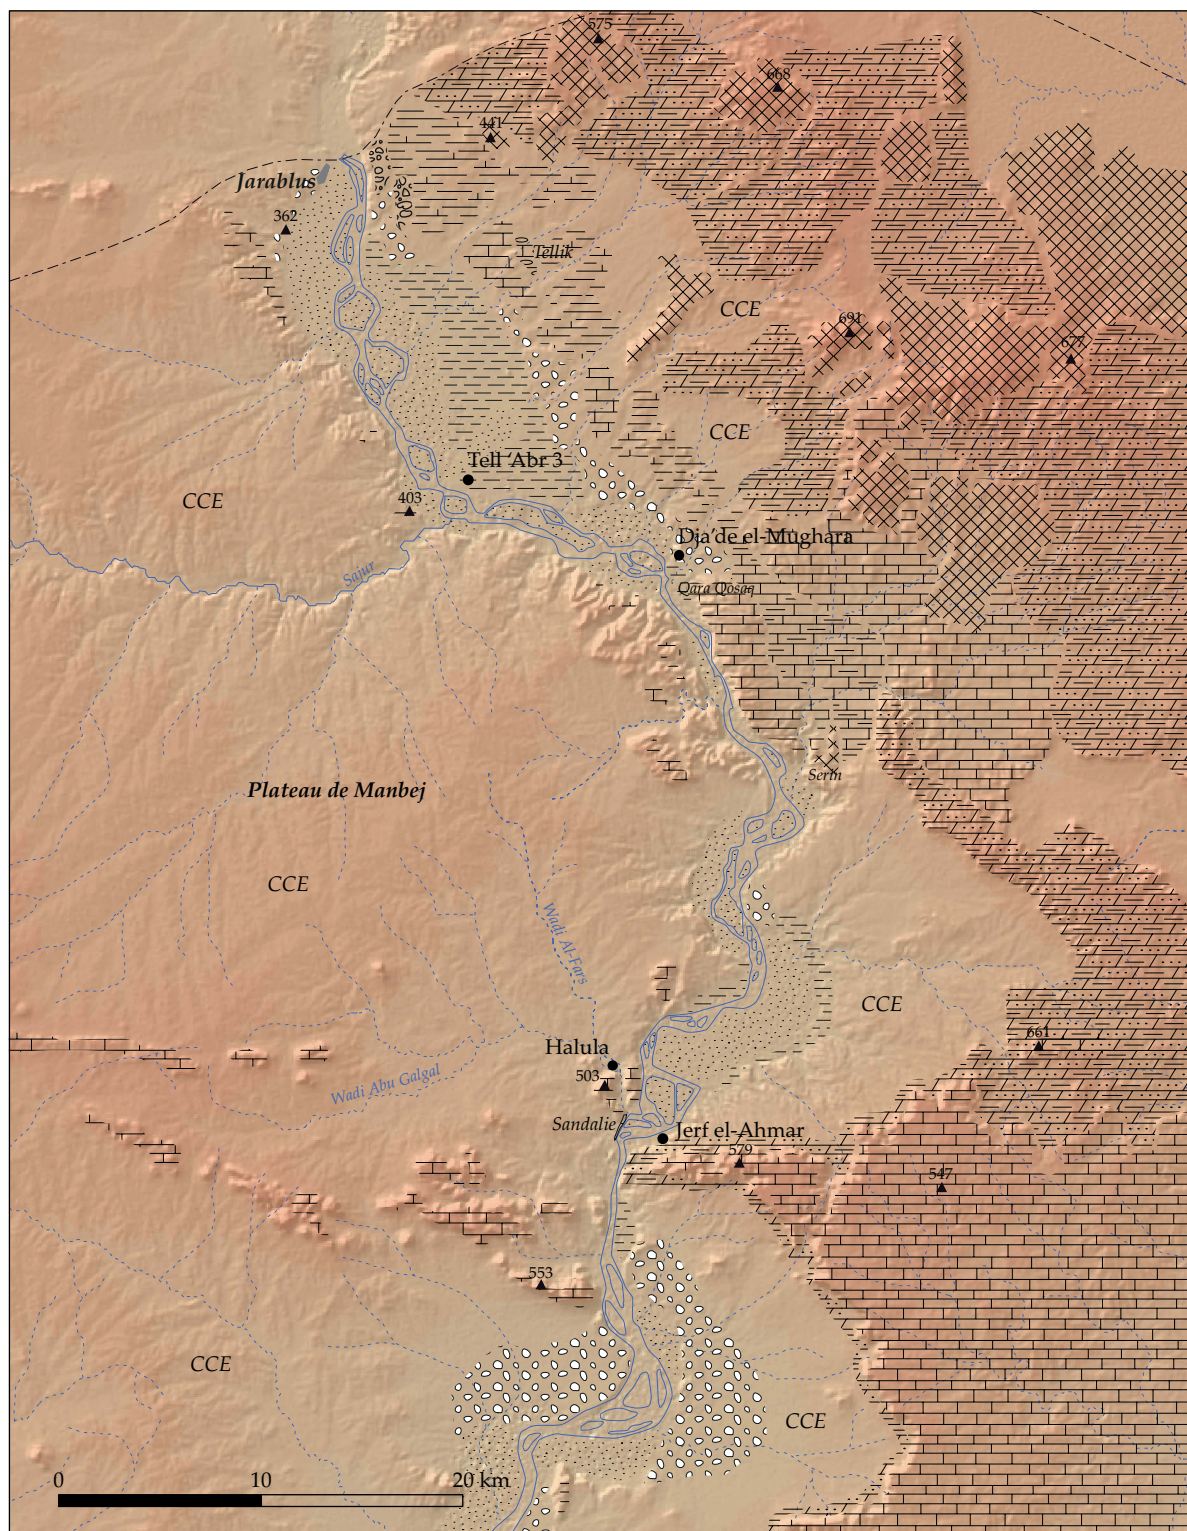 575
668
441
Jarablus
362
Tellik
CCE
691
677
CCE
Tell 'Abr 3
CCE
403
Dja'de el-Mughara
Sajur
Qara Qosaq
Serin
Plateau de Manbej
CCE
Wadi Al-Fars
CCE
661
Halula
503
Wadi Abu Galgal
Sandalie
Jerf el-Ahmar
579
547
553
CCE
CCE
0 10 20 km